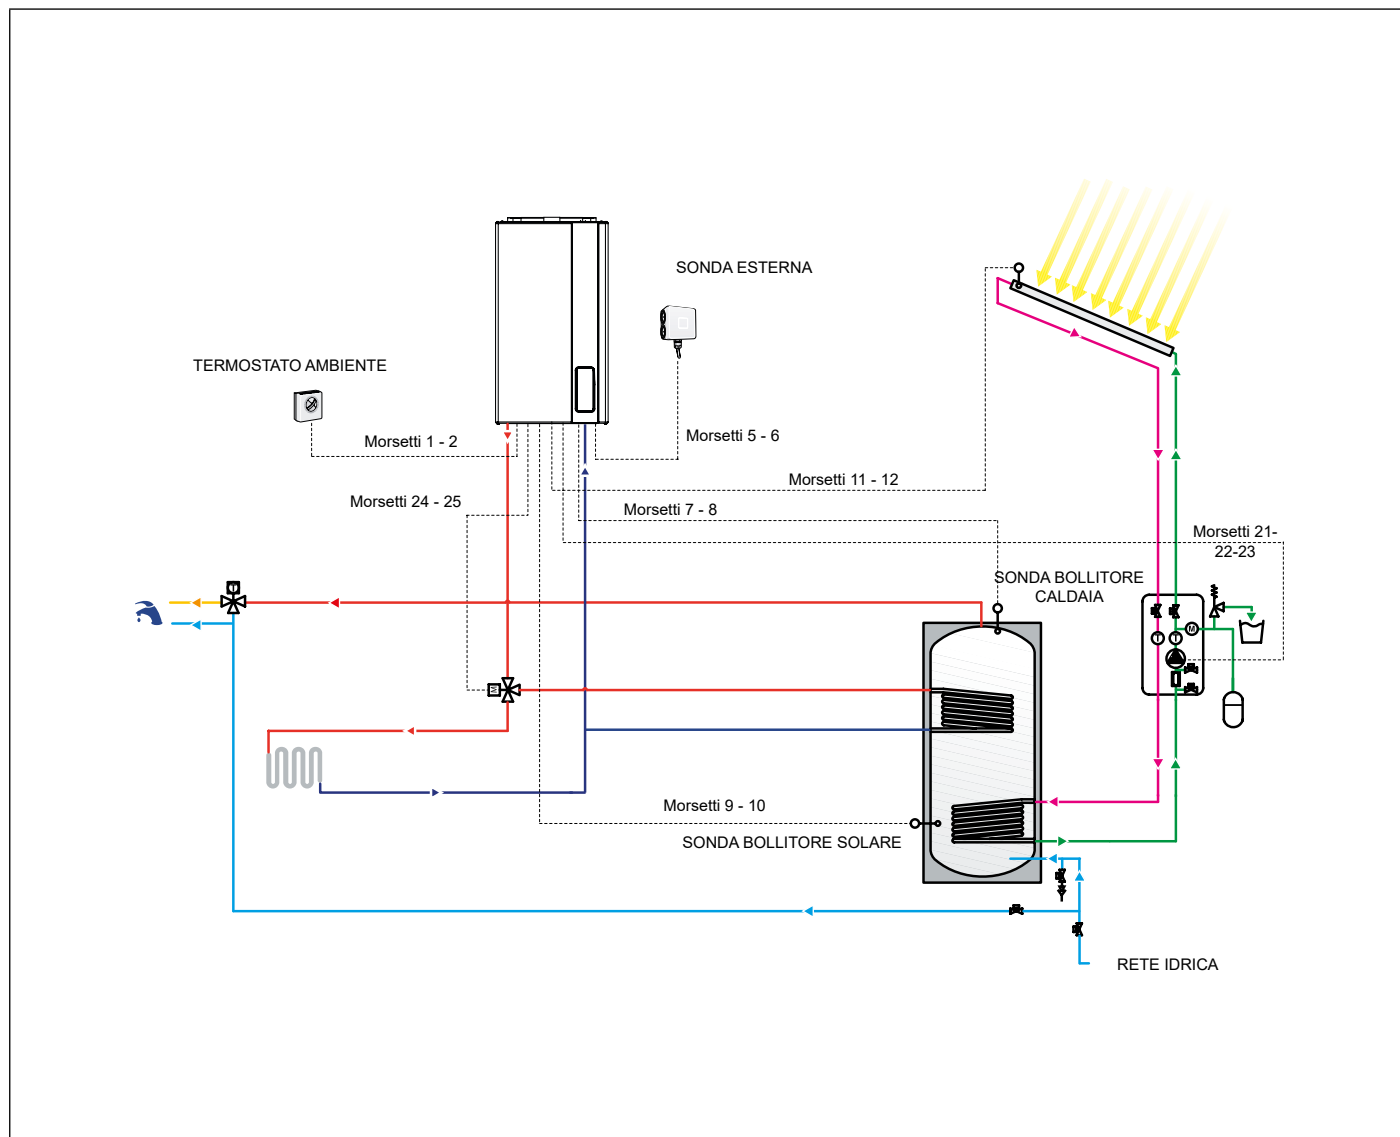 SONDA ESTERNA
TERMOSTATO AMBIENTE
Morsetti 1 - 2
Morsetti 5 - 6
Morsetti 11 - 12
Morsetti 24 - 25
Morsetti 7 - 8
Morsetti 21-
22-23
SONDA BOLLITORE
CALDAIA
M
T
T
M
Morsetti 9 - 10
SONDA BOLLITORE SOLARE
RETE IDRICA